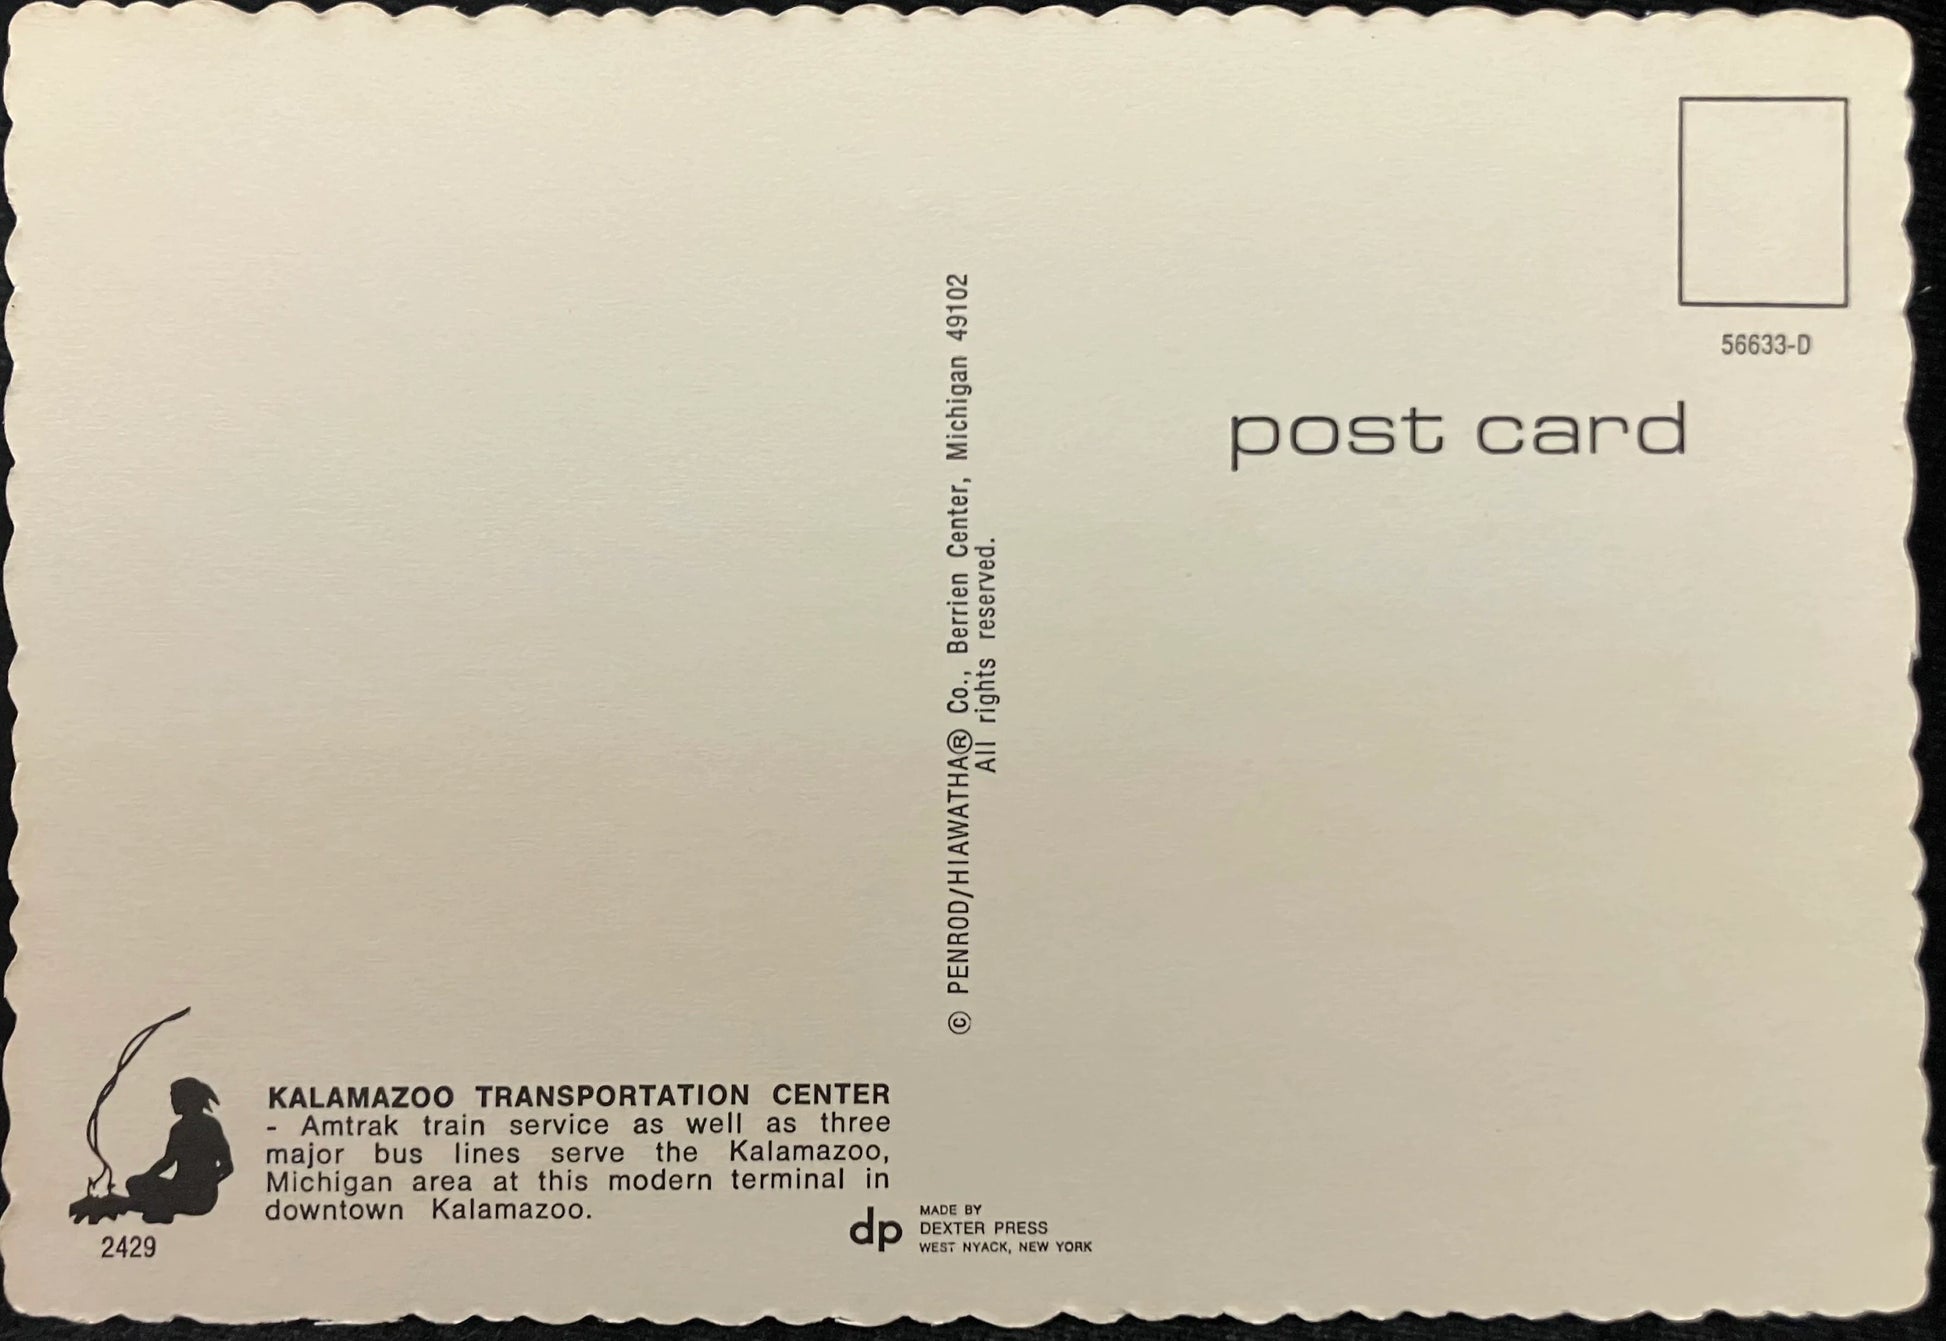 56633-D
post card
© PENROD/HIAWATHA® Co., Berrien Center, Michigan 49102
All rights reserved.
KALAMAZOO TRANSPORTATION CENTER
- Amtrak train service as well as three
major bus lines serve the Kalamazoo,
Michigan area at this modern terminal in
downtown Kalamazoo.
2429
dp
MADE BY
DEXTER PRESS
WEST NYACK, NEW YORK